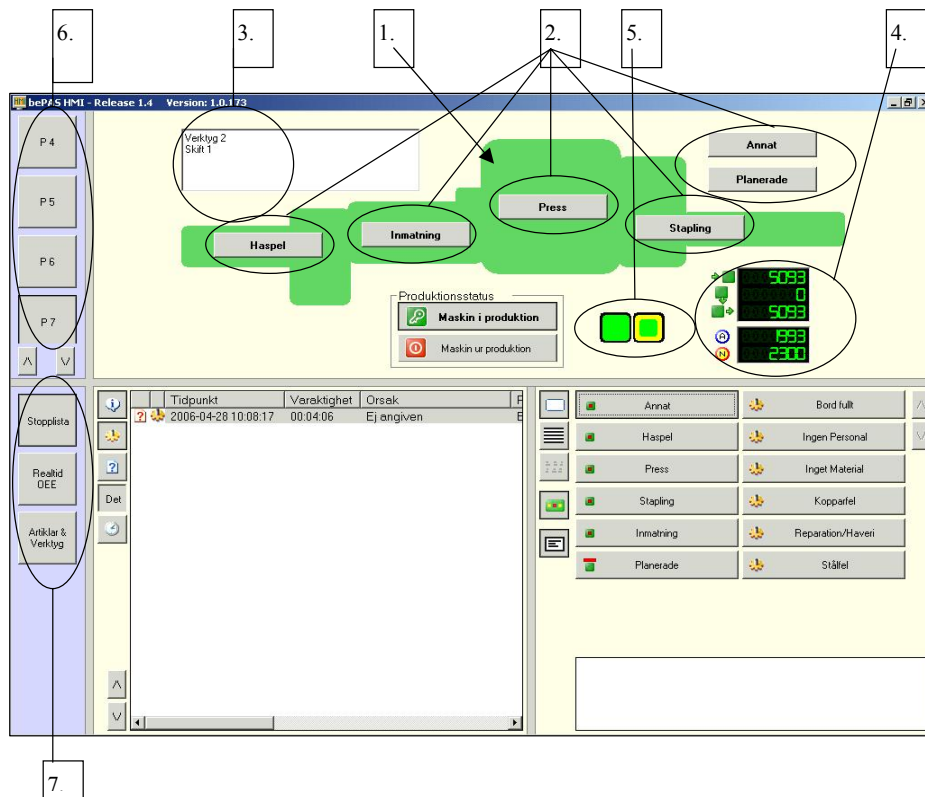 6.
3.
1.
2.
5.
4.
bePAS HMI - Release 1.4 Version: 1.0.173
P 4
P 5
P 6
P 7
Verktyg 2
Skift 1
Annat
Planerade
Press
Stapling
Inmatning
Haspel
Produktionsstatus
Maskin i produktion
Maskin ur produktion
5093
0
5093
A 1993
N 2300
Stopplista
Realtid
OEE
Artiklar &
Verktyg
Det
Tidpunkt Varaktighet Orsak
2006-04-28 10:08:17 00:04:06 Ej angiven
Annat
Haspel
Press
Stapling
Inmatning
Planerade
Bord fullt
Ingen Personal
Inget Material
Kopparfel
Reparation/Haveri
Stålfel
7.